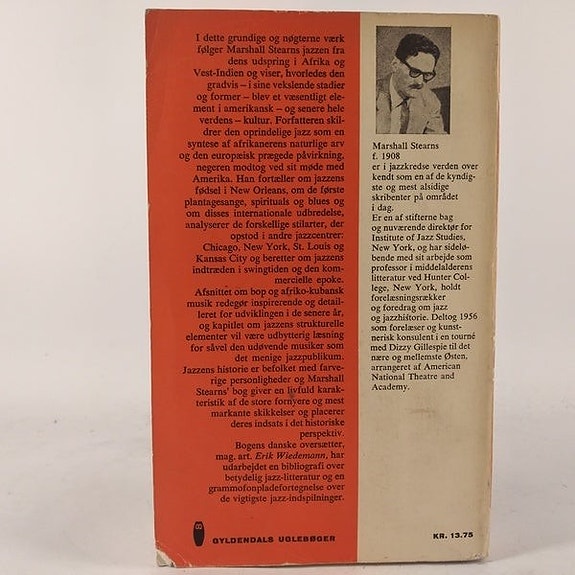 I dette grundige og nøgterne værk
følger Marshall Stearns jazzen fra
dens udspring i Afrika og
Vest-Indien og viser, hvorledes den
gradvis – i sine vekslende stadier
og former – blev et væsentligt ele-
ment i amerikansk – og senere hele
verdens – kultur. Forfatteren skil-
drer den oprindelige jazz som en
syntese af afrikanerens naturlige arv
og den europæisk prægede påvirkning,
negeren modtog ved sit møde med
Amerika. Han fortæller om jazzens
fødsel i New Orleans, om de første
plantagesange, spirituals og blues og
om disses internationale udbredelse,
analyserer de forskellige stilarter, der
opstod i andre jazzcentrer:
Chicago, New York, St. Louis og
Kansas City og beretter om jazzens
indtræden i swingtiden og den kom-
mercielle epoke.
Afsnittet om bop og afriko-kubansk
musik redegør inspirerende og detail-
leret for udviklingen i de senere år,
og kapitlet om jazzens strukturelle
elementer vil være udbytterig læsning
for såvel den udøvende musiker som
det menige jazzpublikum.
Jazzens historie er befolket med farve-
rige personligheder og Marshall
Stearns' bog giver en livfuld karak-
teristik af de store fornyere og mest
markante skikkelser og placerer
deres indsats i det historiske
perspektiv.
Bogens danske oversætter,
mag. art. Erik Wiedemann, har
udarbejdet en bibliografi over
betydelig jazz-litteratur og en
grammofonpladefortegnelse over
de vigtigste jazz-indspilninger.
8
GYLDENDALS UGLEBØGER
Marshall Stearns
f. 1908
er i jazzkredse verden over
kendt som en af de kyndig-
ste og mest alsidige
skribenter på området
i dag.
Er en af stifterne bag
og nuværende direktør for
Institute of Jazz Studies,
New York, og har sidelø-
bende med sit arbejde som
professor i middelalderens
litteratur ved Hunter Col-
lege, New York, holdt
forelæsningsrækker
og foredrag om jazz
og jazzhistorie. Deltog 1956
som forelæser og kunst-
nerisk konsulent i en tourné
med Dizzy Gillespie til det
nære og mellemste Østen,
arrangeret af American
National Theatre and
Academy.
KR. 13.75